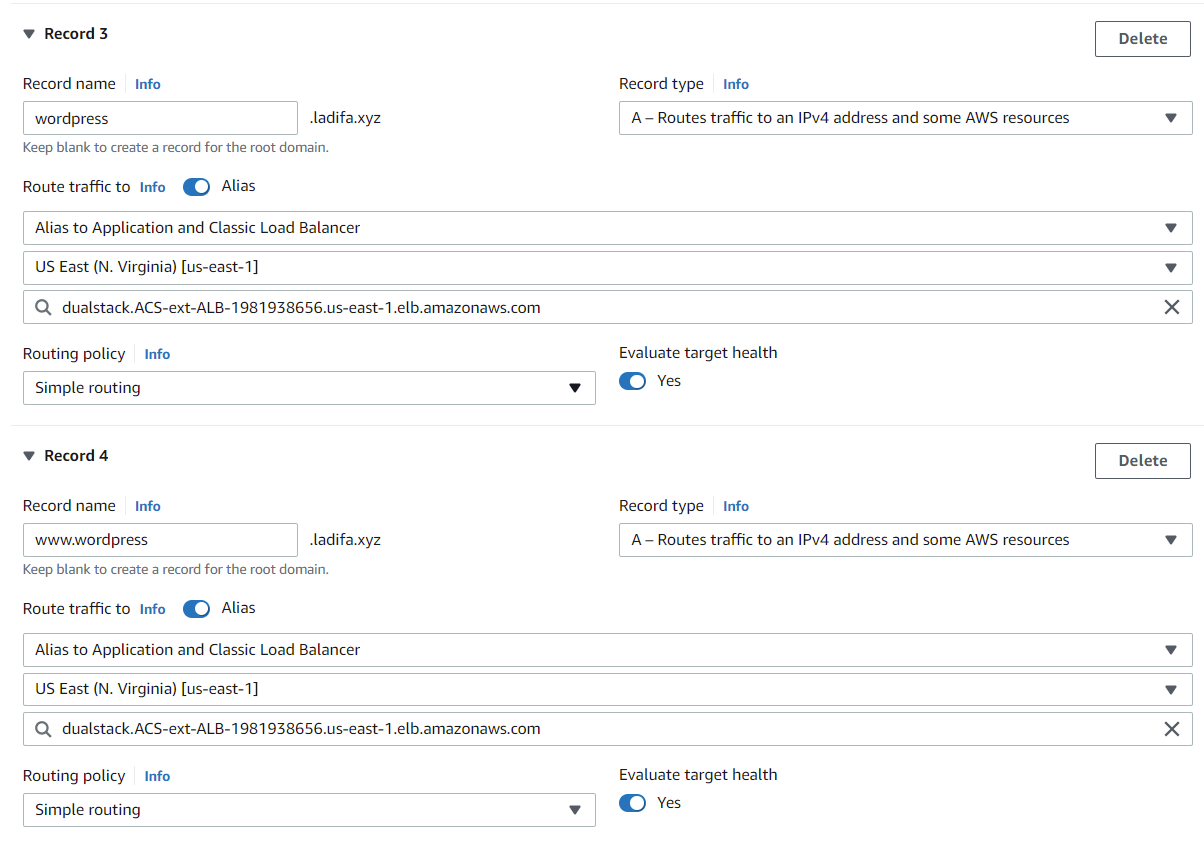 Record 3
Delete
Record name Info
Record type Info
wordpress .ladifa.xyz
A – Routes traffic to an IPv4 address and some AWS resources
Keep blank to create a record for the root domain.
Route traffic to Info Alias
Alias to Application and Classic Load Balancer
US East (N. Virginia) [us-east-1]
dualstack.ACS-ext-ALB-1981938656.us-east-1.elb.amazonaws.com
Routing policy Info
Evaluate target health
Simple routing
Yes
Record 4
Delete
Record name Info
Record type Info
www.wordpress .ladifa.xyz
A – Routes traffic to an IPv4 address and some AWS resources
Keep blank to create a record for the root domain.
Route traffic to Info Alias
Alias to Application and Classic Load Balancer
US East (N. Virginia) [us-east-1]
dualstack.ACS-ext-ALB-1981938656.us-east-1.elb.amazonaws.com
Routing policy Info
Evaluate target health
Simple routing
Yes